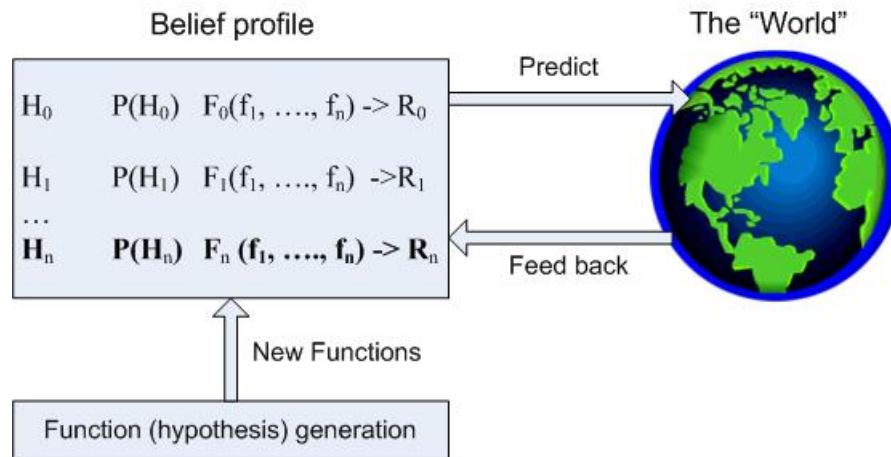 Belief profile
The “World”
H₀ P(H₀) F₀(f₁, …., fₙ) -> R₀
H₁ P(H₁) F₁(f₁, …., fₙ) ->R₁
…
Hₙ P(Hₙ) Fₙ (f₁, …., fₙ) -> Rₙ
Predict
Feed back
New Functions
Function (hypothesis) generation